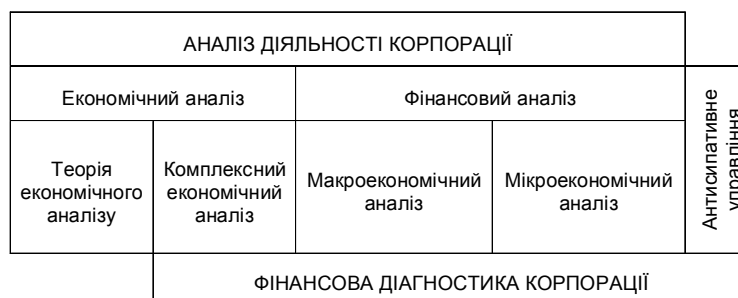 АНАЛІЗ ДІЯЛЬНОСТІ КОРПОРАЦІЇ
Економічний аналіз
Фінансовий аналіз
Теорія
економічного
аналізу
Комплексний
економічний
аналіз
Макроекономічний
аналіз
Мікроекономічний
аналіз
Антисипативне
управління
ФІНАНСОВА ДІАГНОСТИКА КОРПОРАЦІЇ